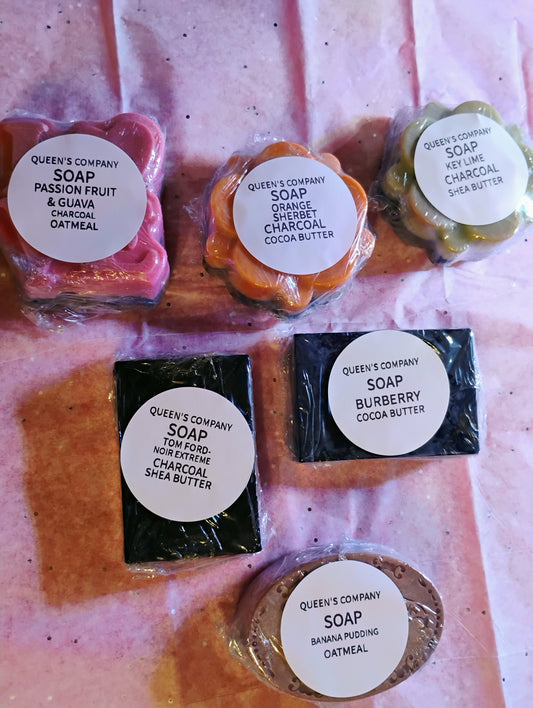 QUEEN'S COMPANY
SOAP
PASSION FRUIT
& GUAVA
CHARCOAL
OATMEAL
QUEEN'S COMPANY
SOAP
ORANGE
SHERBET
CHARCOAL
COCOA BUTTER
QUEEN'S COMPANY
SOAP
KEY LIME
CHARCOAL
SHEA BUTTER
QUEEN'S COMPANY
SOAP
TOM FORD-
NOIR EXTREME
CHARCOAL
SHEA BUTTER
QUEEN'S COMPANY
SOAP
BURBERRY
COCOA BUTTER
QUEEN'S COMPANY
SOAP
BANANA PUDDING
OATMEAL